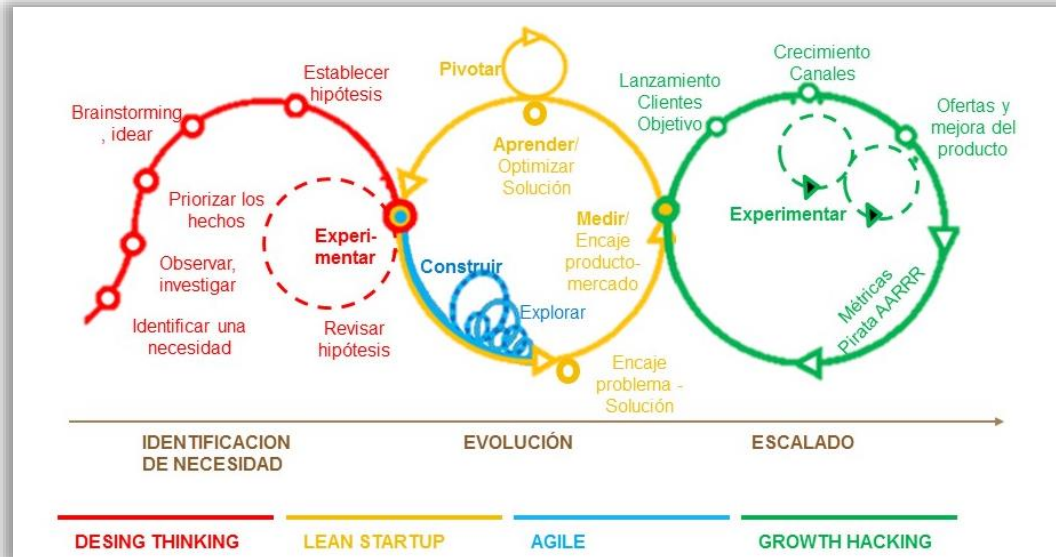 Establecer
hipótesis
Brainstorming
, idear
Priorizar los
hechos
Observar,
investigar
Identificar una
necesidad
Experi-
mentar
Revisar
hipótesis
Pivotar
Aprender/
Optimizar
Solución
Construir
Explorar
Medir/
Encaje
producto-
mercado
Encaje
problema -
Solución
Lanzamiento
Clientes
Objetivo
Crecimiento
Canales
Ofertas y
mejora del
producto
Experimentar
Métricas
Pirata AARRR
IDENTIFICACION
DE NECESIDAD
EVOLUCIÓN
ESCALADO
DESING THINKING
LEAN STARTUP
AGILE
GROWTH HACKING